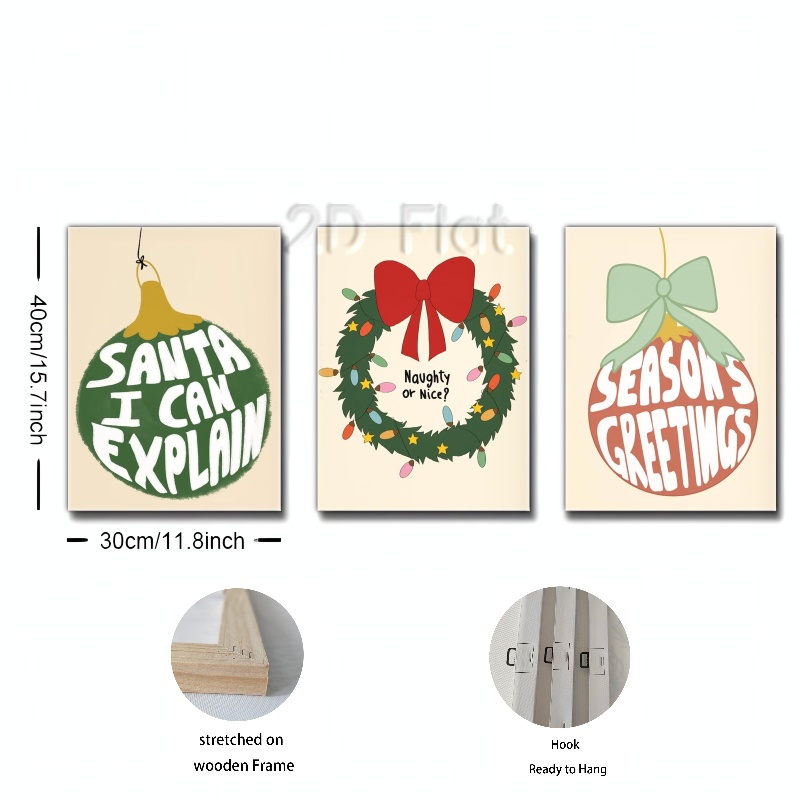 2D Flat
SANTA
I CAN
EXPLAIN
Naughty
or Nice?
SEASON'S
GREETINGS
40cm/15.7inch
30cm/11.8inch
stretched on
wooden Frame
Hook
Ready to Hang